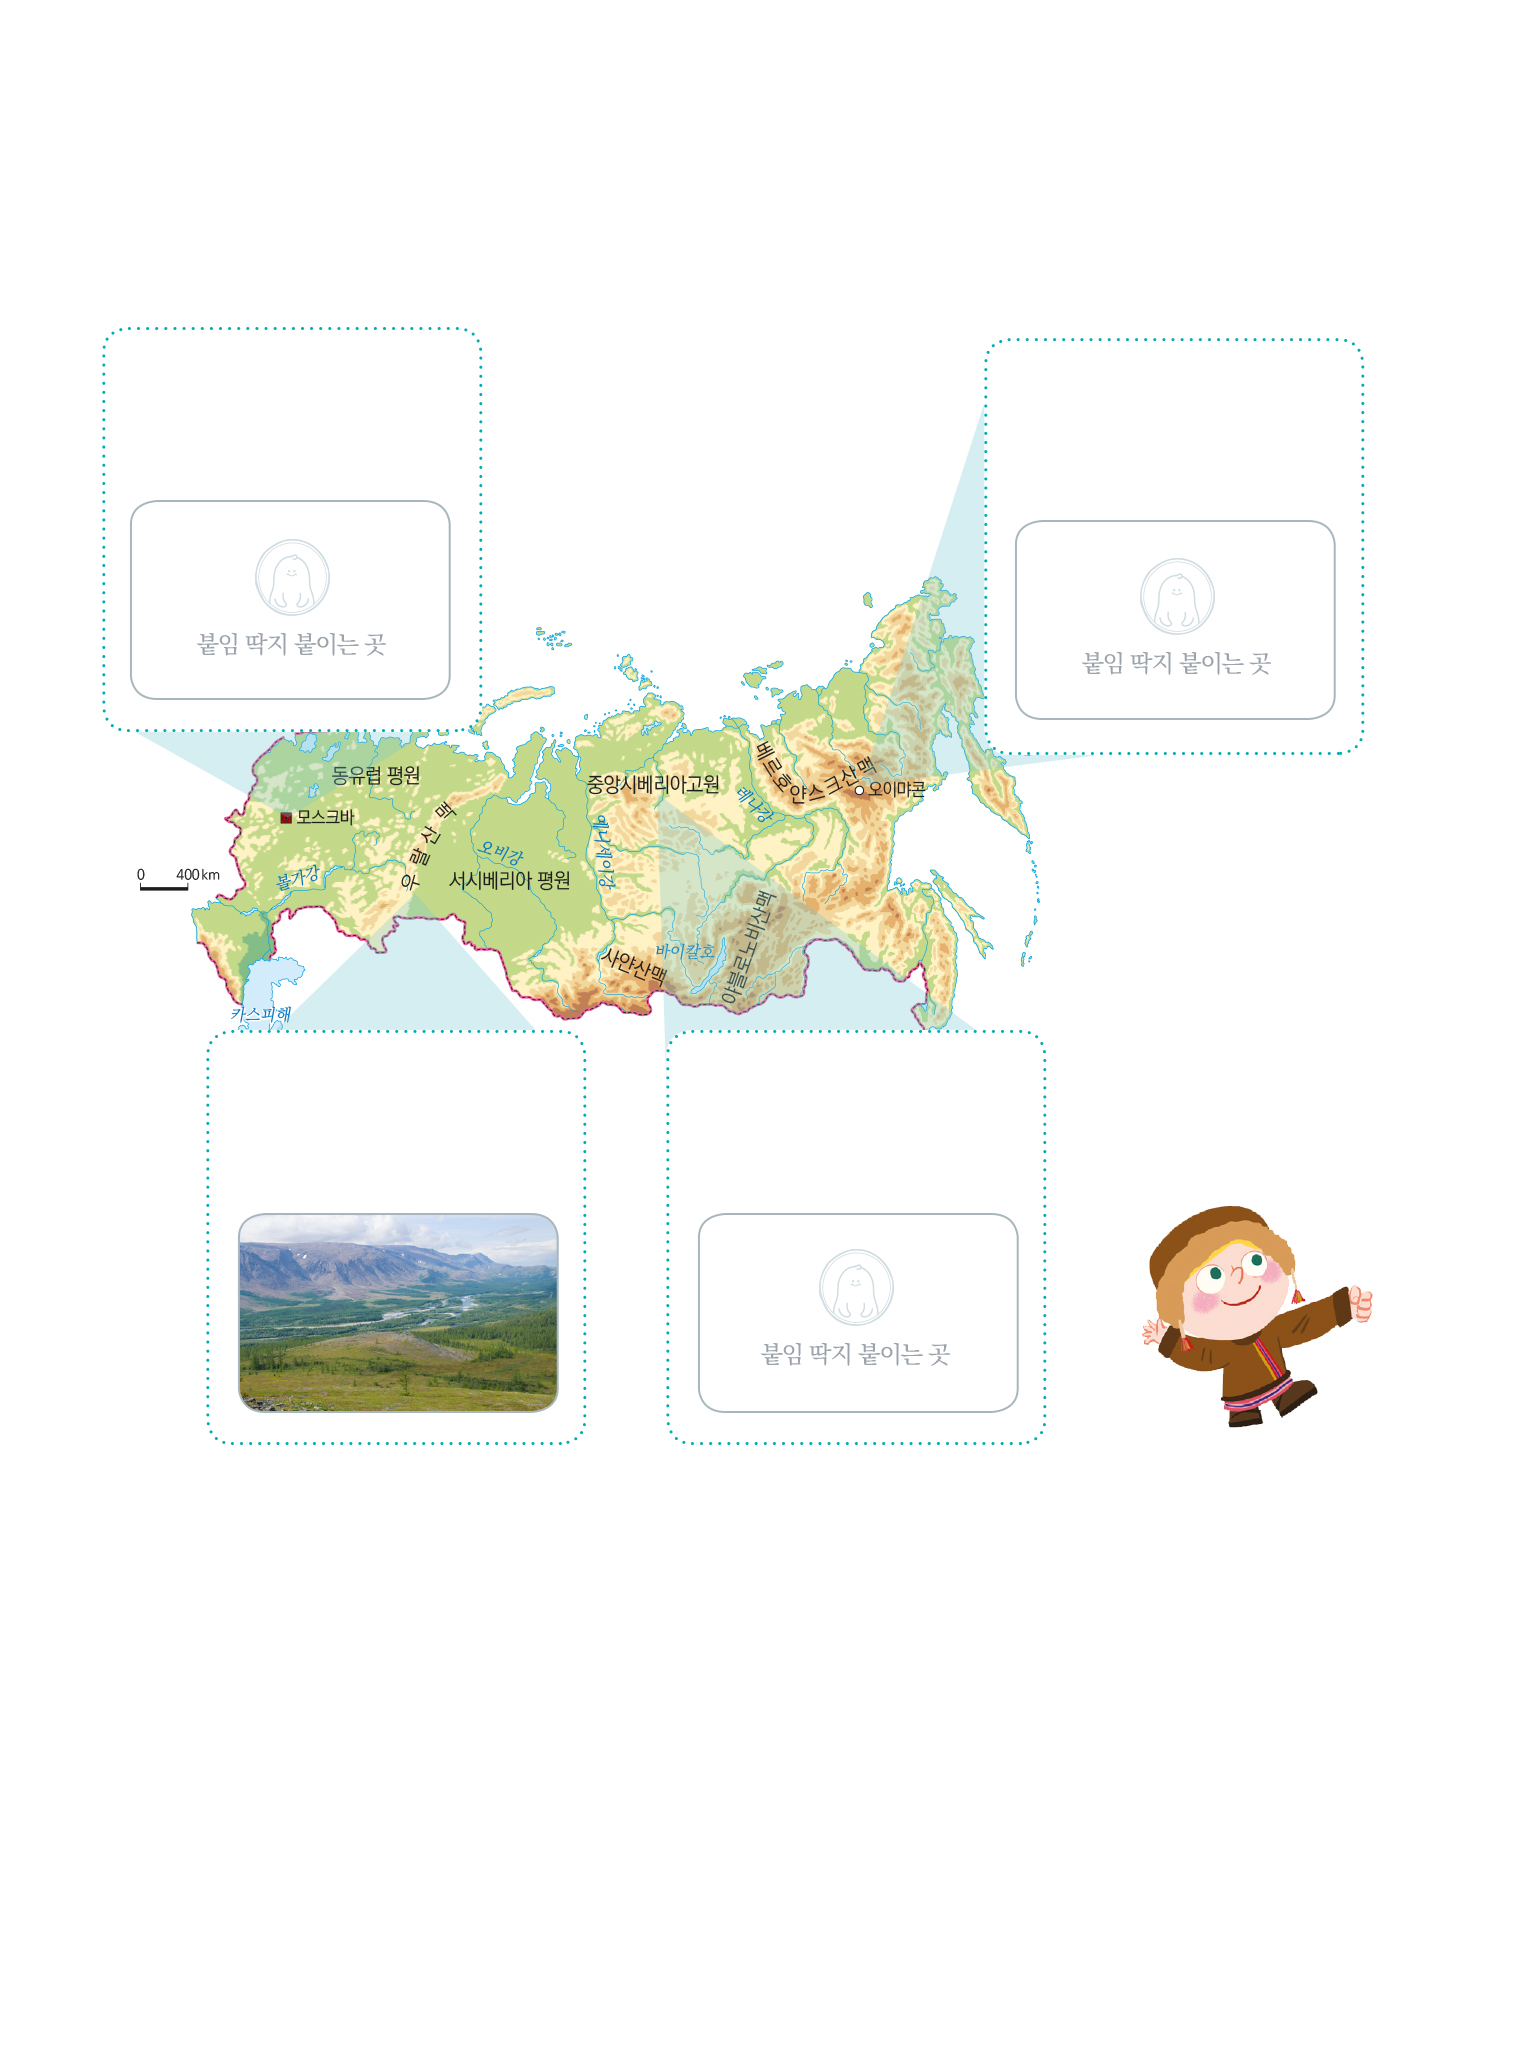 붙임 딱지 붙이는 곳
붙임 딱지 붙이는 곳
동유럽 평원
중앙시베리아고원
베르호얀스크산맥
오이먀콘
모스크바
우랄산맥
레나강
예니세이강
오비강
볼가강
서시베리아 평원
0 400 km
바이칼호
사얀산맥
야블로노비산맥
카스피해
붙임 딱지 붙이는 곳